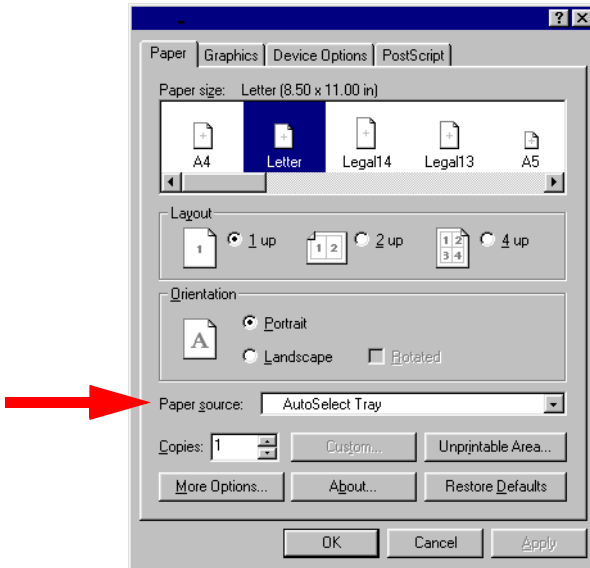 Paper Graphics Device Options PostScript
Paper size: Letter (8.50 x 11.00 in)
A4 Letter Legal14 Legal13 A5
Layout
1 1 up 1 2 2 up 1 2 4 up
3 4
Orientation
A Portrait
Landscape Rotated
Paper source: AutoSelect Tray
Copies: 1 Custom... Unprintable Area...
More Options... About... Restore Defaults
OK Cancel Apply